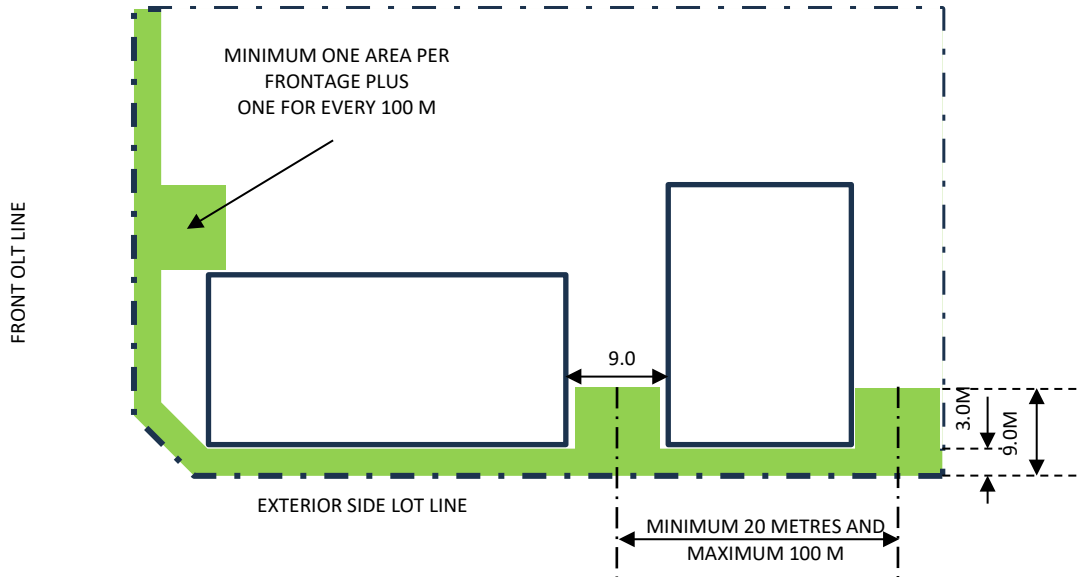 MINIMUM ONE AREA PER
FRONTAGE PLUS
ONE FOR EVERY 100 M
FRONT OLT LINE
9.0
3.0M
9.0M
EXTERIOR SIDE LOT LINE
MINIMUM 20 METRES AND
MAXIMUM 100 M